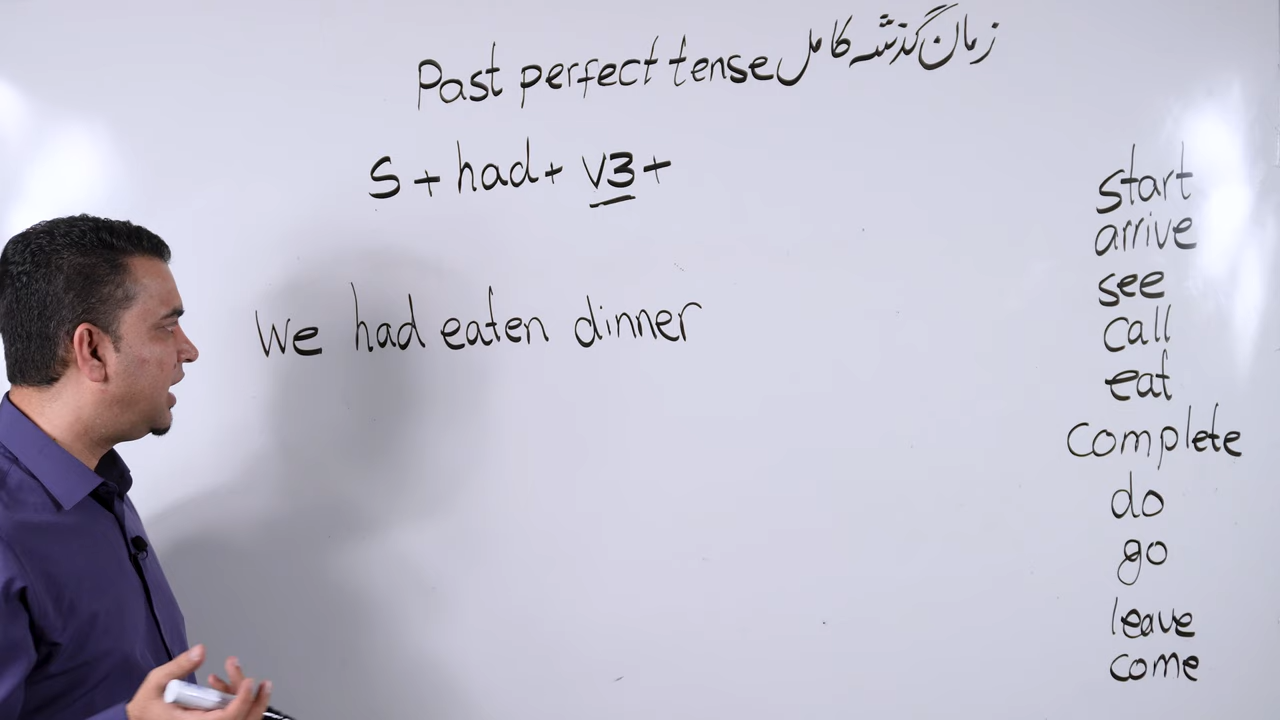 Past perfect tense زمان گذشته کامل
S + had + V3 +
We had eaten dinner
start
arrive
see
call
eat
complete
do
go
leave
come